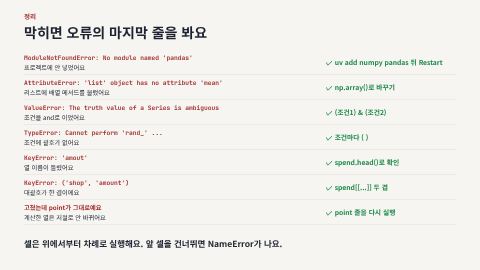 정리
막히면 오류의 마지막 줄을 봐요
ModuleNotFoundError: No module named 'pandas'
프로젝트에 안 넣었어요
✓ uv add numpy pandas 뒤 Restart
AttributeError: 'list' object has no attribute 'mean'
리스트에 배열 메서드를 불렀어요
✓ np.array()로 바꾸기
ValueError: The truth value of a Series is ambiguous
조건을 and로 이었어요
✓ (조건1) & (조건2)
TypeError: Cannot perform 'rand_' ...
조건에 괄호가 없어요
✓ 조건마다 ( )
KeyError: 'amout'
열 이름이 틀렸어요
✓ spend.head()로 확인
KeyError: ('shop', 'amount')
대괄호가 한 겹이에요
✓ spend[[...]] 두 겹
고쳤는데 point가 그대로예요
계산한 열은 저절로 안 바뀌어요
✓ point 줄을 다시 실행
셀은 위에서부터 차례로 실행해요. 앞 셀을 건너뛰면 NameError가 나요.